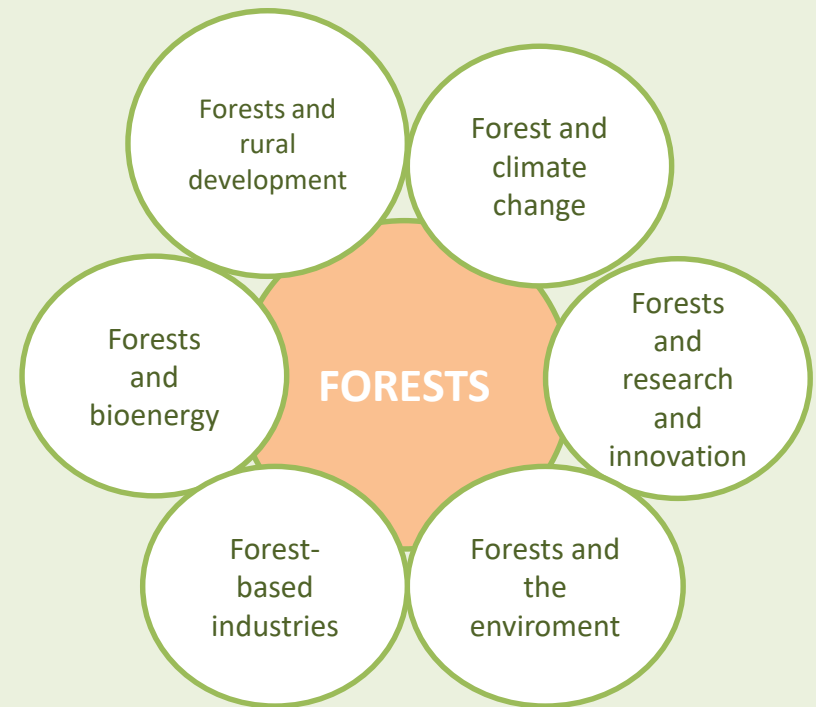 Forests and
rural
development
Forest and
climate
change
Forests
and
bioenergy
FORESTS
Forests
and
research
and
innovation
Forest-
based
industries
Forests and
the
enviroment